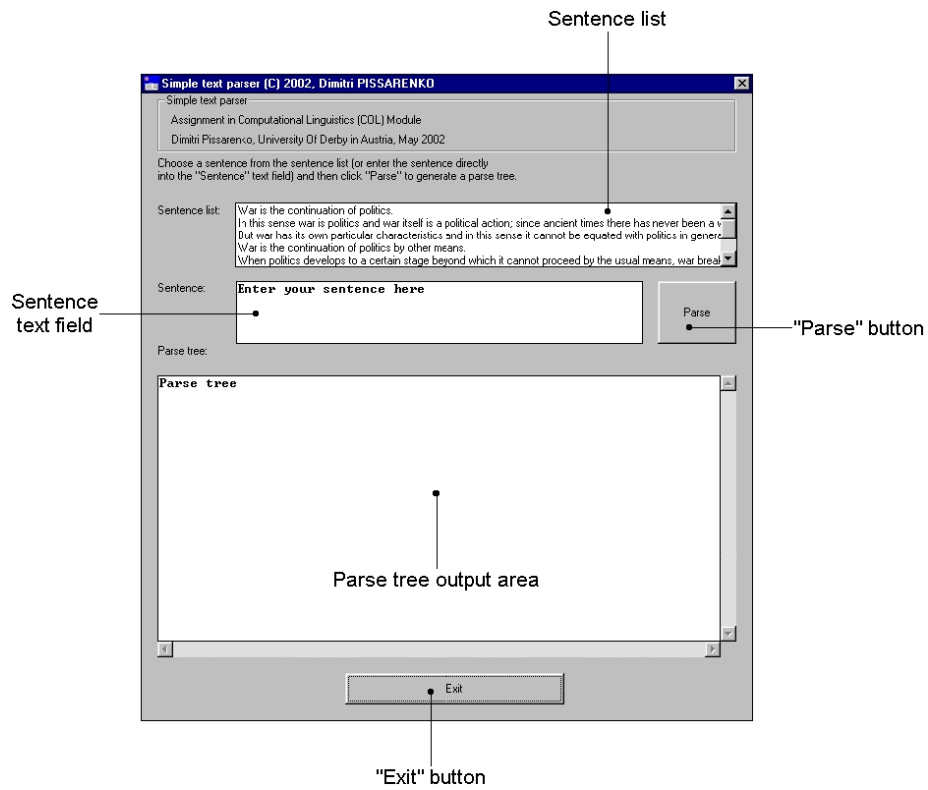 Sentence list
Simple text parser (C) 2002, Dimitri PISSARENKO
Simple text parser
Assignment in Computational Linguistics (COL) Module
Dimitri Pissarenko, University Of Derby in Austria, May 2002
Choose a sentence from the sentence list (or enter the sentence directly
into the "Sentence" text field) and then click "Parse" to generate a parse tree.
Sentence list:
War is the continuation of politics.
In this sense war is politics and war itself is a political action; since ancient times there has never been a
But war has its own particular characteristics and in this sense it cannot be equated with politics in
War is the continuation of politics by other means.
When politics develops to a certain stage beyond which it cannot proceed by the usual means, war
Sentence:
Enter your sentence here
Parse
Sentence
text field
"Parse" button
Parse tree:
Parse tree
Parse tree output area
Exit
"Exit" button